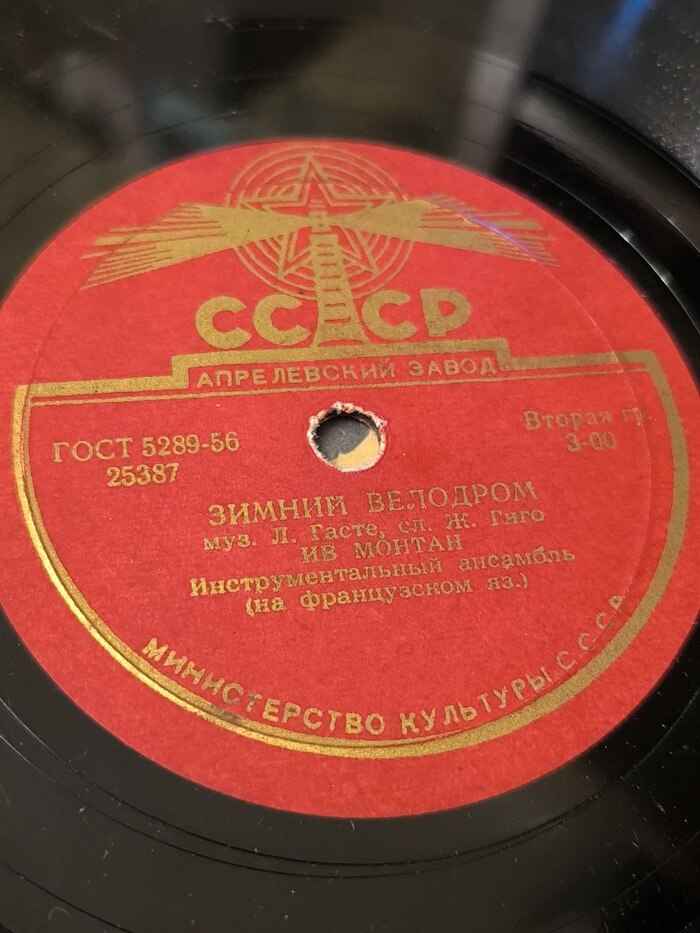 СССР
АПРЕЛЕВСКИЙ ЗАВОД
ГОСТ 5289-56
25387
Вторая гр.
3-00
ЗИМНИЙ ВЕЛОДРОМ
муз. Л. Гасте, сл. Ж. Гиго
ИВ МОНТАН
Инструментальный ансамбль
(на французском яз.)
МИНИСТЕРСТВО КУЛЬТУРЫ СССР